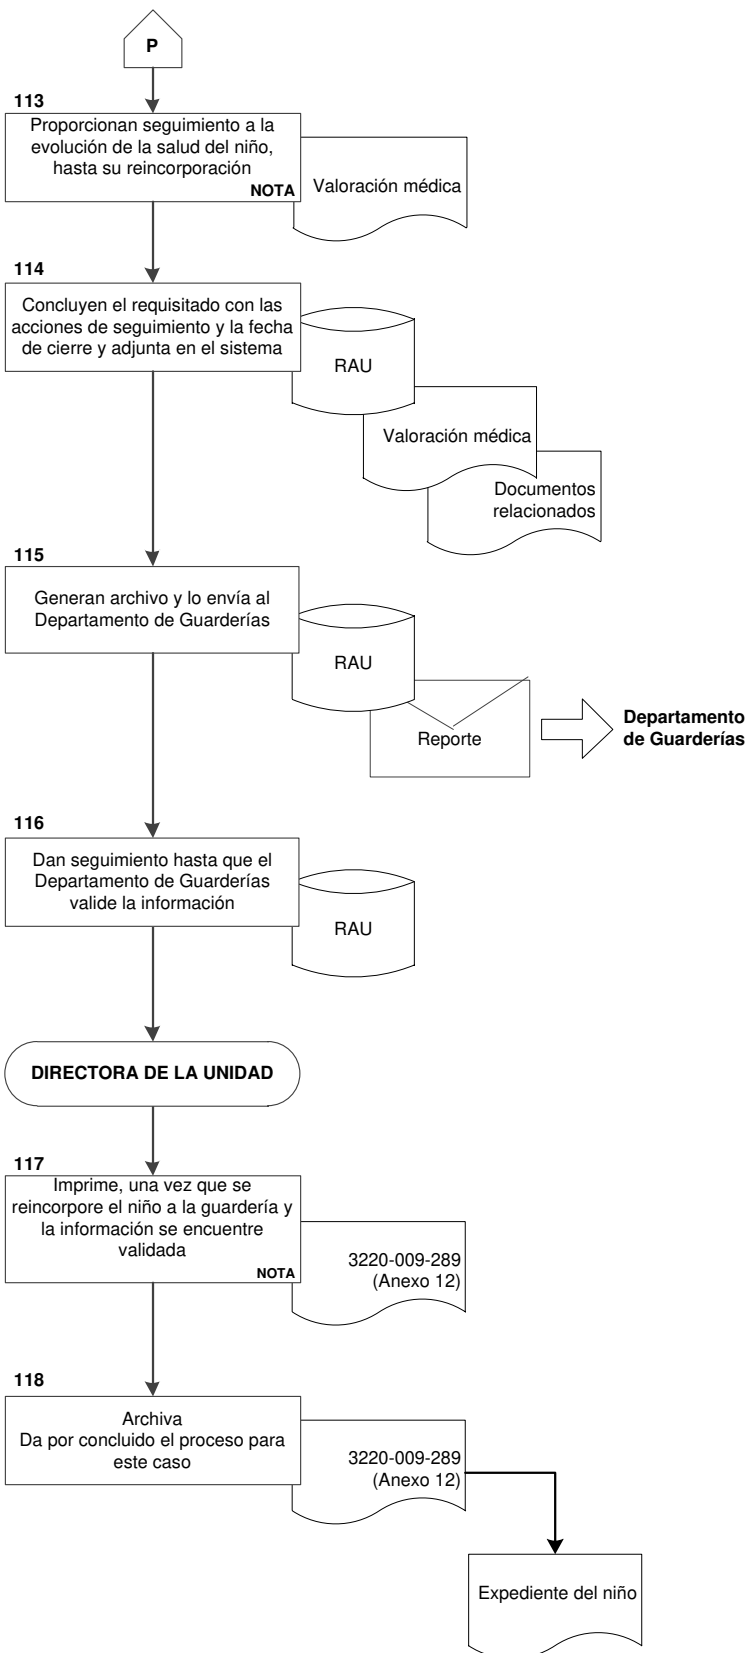 P
113
Proporcionan seguimiento a la
evolución de la salud del niño,
hasta su reincorporación
NOTA
Valoración médica
114
Concluyen el requisitado con las
acciones de seguimiento y la fecha
de cierre y adjunta en el sistema
RAU
Valoración médica
Documentos
relacionados
115
Generan archivo y lo envía al
Departamento de Guarderías
RAU
Reporte
Departamento
de Guarderías
116
Dan seguimiento hasta que el
Departamento de Guarderías
valide la información
RAU
DIRECTORA DE LA UNIDAD
117
Imprime, una vez que se
reincorpore el niño a la guardería y
la información se encuentre
validada
NOTA
3220-009-289
(Anexo 12)
118
Archiva
Da por concluido el proceso para
este caso
3220-009-289
(Anexo 12)
Expediente del niño